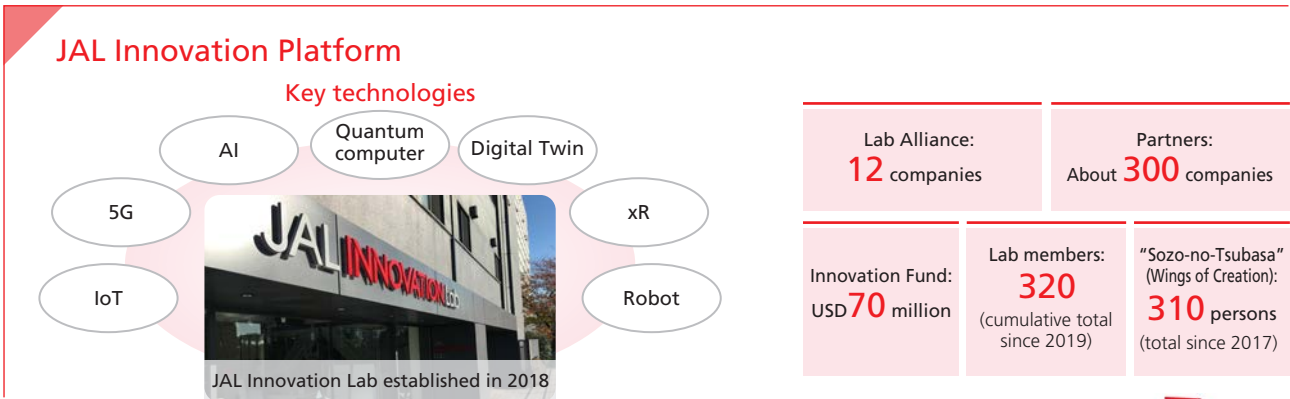 JAL Innovation Platform
Key technologies
IoT
5G
AI
Quantum
computer
Digital Twin
xR
Robot
JAL INNOVATION Lab
JAL Innovation Lab established in 2018
Lab Alliance:
12 companies
Partners:
About 300 companies
Innovation Fund:
USD 70 million
Lab members:
320
(cumulative total
since 2019)
“Sozo-no-Tsubasa”
(Wings of Creation):
310 persons
(total since 2017)